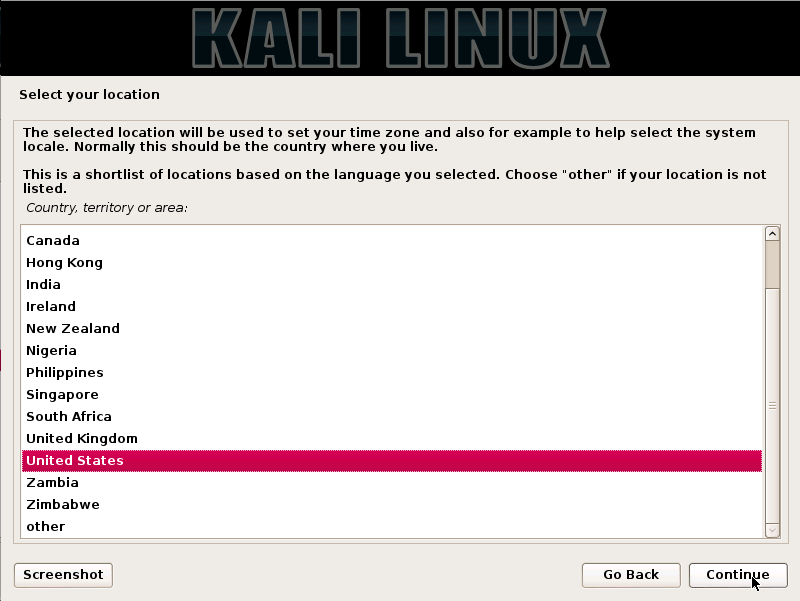 KALI LINUX
Select your location
The selected location will be used to set your time zone and also for example to help select the system
locale. Normally this should be the country where you live.
This is a shortlist of locations based on the language you selected. Choose "other" if your location is not
listed.
Country, territory or area:
Canada
Hong Kong
India
Ireland
New Zealand
Nigeria
Philippines
Singapore
South Africa
United Kingdom
United States
Zambia
Zimbabwe
other
Screenshot
Go Back
Continue